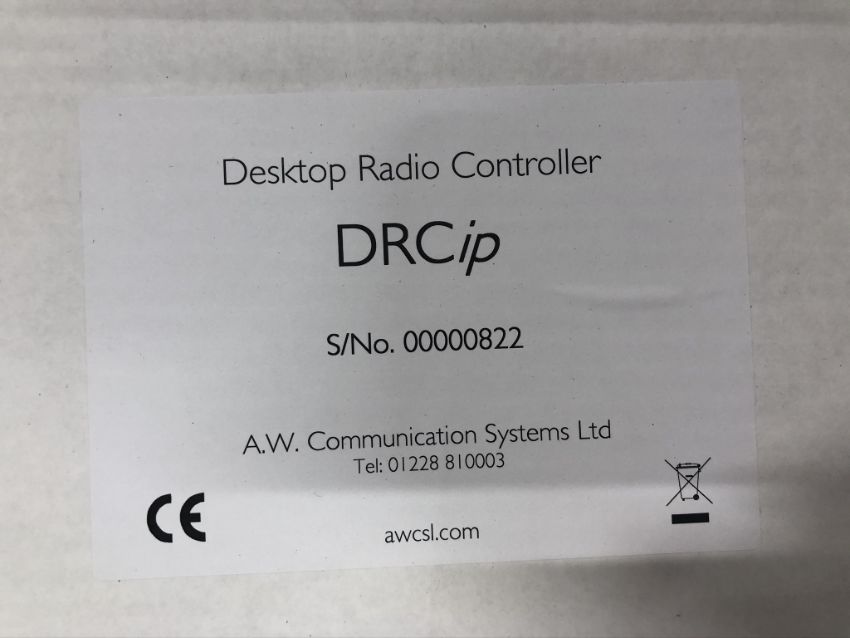 Desktop Radio Controller
DRCip
S/No. 00000822
A.W. Communication Systems Ltd
Tel: 01228 810003
CE
awcsl.com